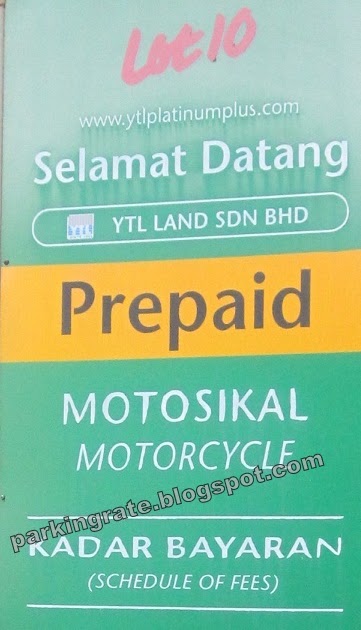 Lot 10
www.ytlplatinumplus.com
Selamat Datang
YTL LAND SDN BHD
Prepaid
MOTOSIKAL
MOTORCYCLE
parkingrate.blogspot.com
KADAR BAYARAN
(SCHEDULE OF FEES)